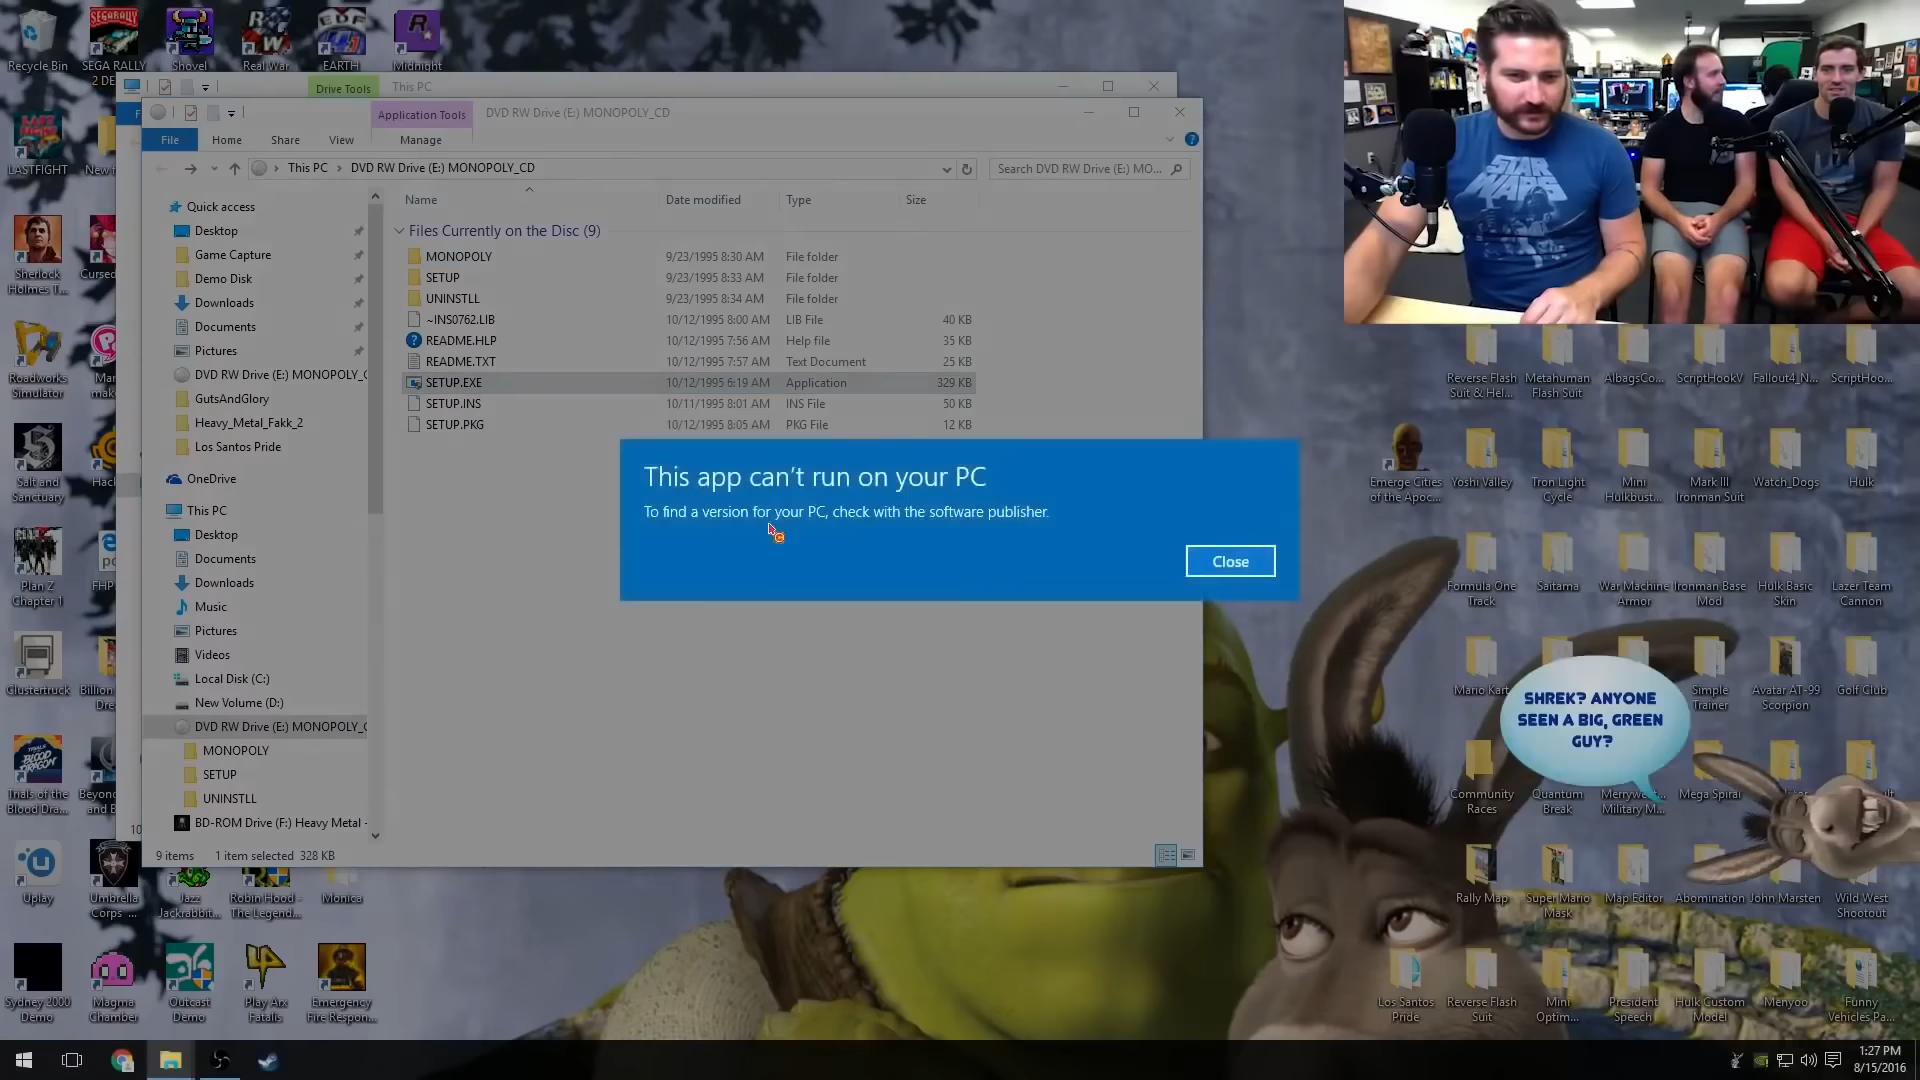 Recycle Bin
SEGA RALLY
2 DE
Shovel
Real War
EARTH
Midnight
Drive Tools
This PC
Application Tools
DVD RW Drive (E:) MONOPOLY_CD
File
Home
Share
View
Manage
This PC
DVD RW Drive (E:) MONOPOLY_CD
Search DVD RW Drive (E:) MO...
Name
Date modified
Type
Size
Files Currently on the Disc (9)
MONOPOLY 9/23/1995 8:30 AM File folder
SETUP 9/23/1995 8:33 AM File folder
UNINSTLL 9/23/1995 8:34 AM File folder
~INS0762.LIB 10/12/1995 8:00 AM LIB File 40 KB
README.HLP 10/12/1995 7:56 AM Help file 35 KB
README.TXT 10/12/1995 7:57 AM Text Document 25 KB
SETUP.EXE 10/12/1995 6:19 AM Application 329 KB
SETUP.INS 10/11/1995 8:01 AM INS File 50 KB
SETUP.PKG 10/12/1995 8:05 AM PKG File 12 KB
Quick access
Desktop
Game Capture
Demo Disk
Downloads
Documents
Pictures
DVD RW Drive (E:) MONOPOLY_C
GutsAndGlory
Heavy_Metal_Fakk_2
Los Santos Pride
OneDrive
This PC
Desktop
Documents
Downloads
Music
Pictures
Videos
Local Disk (C:)
New Volume (D:)
DVD RW Drive (E:) MONOPOLY_C
MONOPOLY
SETUP
UNINSTLL
BD-ROM Drive (F:) Heavy Metal -
9 items 1 item selected 328 KB
This app can't run on your PC
To find a version for your PC, check with the software publisher.
Close
LASTFIGHT
New f
Sherlock
Holmes T...
Cursed
Roadworks
Simulator
Mar
mak
Salt and
Sanctuary
Hack
Plan Z
Chapter 1
FHP
Clustertruck
Billion
Dre
Trials of the
Blood Dra...
Beyon
and E
Uplay
Umbrella
Corps ...
Jazz
Jackrabbit...
Robin Hood -
The Legend...
Monica
Sydney 2000
Demo
Magma
Chamber
Outcast
Demo
Play Arx
Fatalis
Emergency
Fire Respon...
STAR
WARS
Reverse Flash
Suit & Hel...
Metahuman
Flash Suit
AlbagsCo...
ScriptHookV
Fallout4_N...
ScriptHoo...
Emerge Cities
of the Apoc...
Yoshi Valley
Tron Light
Cycle
Mini
Hulkbust...
Mark III
Ironman Suit
Watch_Dogs
Hulk
Formula One
Track
Saitama
War Machine
Armor
Ironman Base
Mod
Hulk Basic
Skin
Lazer Team
Cannon
Mario Kart
Simple
Trainer
Avatar AT-99
Scorpion
Golf Club
SHREK? ANYONE
SEEN A BIG, GREEN
GUY?
Community
Races
Quantum
Break
Merrywe...
Military M...
Mega Spiral
Rally Map
Super Mario
Mask
Map Editor
Abomination
John Marsten
Wild West
Shootout
Los Santos
Pride
Reverse Flash
Suit
Mini
Optim...
President
Speech
Hulk Custom
Model
Menyoo
Funny
Vehicles Pa...
1:27 PM
8/15/2016